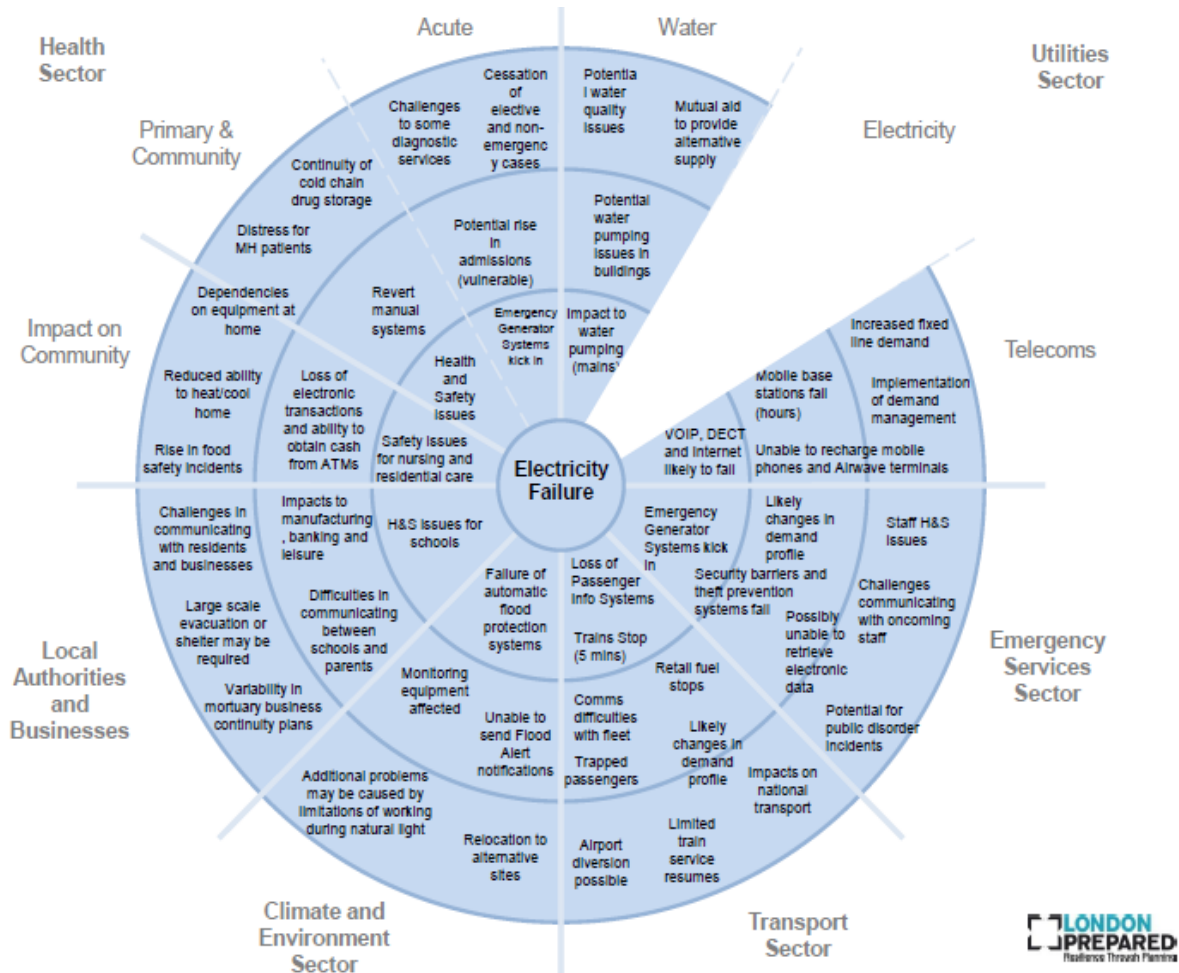 Acute
Water
Health
Sector
Utilities
Sector
Primary &
Community
Electricity
Impact on
Community
Telecoms
Local
Authorities
and
Businesses
Emergency
Services
Sector
Climate and
Environment
Sector
Transport
Sector
Electricity
Failure
Challenges
to some
diagnostic
services
Cessation
of
elective
and non-
emergenc
y cases
Potential rise
in
admissions
(vulnerable)
Emergency
Generator
Systems
kick in
Potentia
l water
quality
issues
Mutual aid
to provide
alternative
supply
Potential
water
pumping
issues in
buildings
Impact to
water
pumping
(mains)
Continuity of
cold chain
drug storage
Distress for
MH patients
Revert
manual
systems
Health
and
Safety
issues
Dependencies
on equipment at
home
Reduced ability
to heat/cool
home
Rise in food
safety incidents
Loss of
electronic
transactions
and ability to
obtain cash
from ATMs
Safety issues
for nursing and
residential care
Increased fixed
line demand
Implementation
of demand
management
Mobile base
stations fail
(hours)
Unable to recharge mobile
phones and Airwave terminals
VOIP, DECT
and internet
likely to fail
Challenges in
communicating
with residents
and businesses
Large scale
evacuation or
shelter may be
required
Variability in
mortuary business
continuity plans
Impacts to
manufacturing
, banking and
leisure
Difficulties in
communicating
between
schools and
parents
H&S issues for
schools
Emergency
Generator
Systems kick
in
Likely
changes in
demand
profile
Staff H&S
issues
Security barriers and
theft prevention
systems fail
Possibly
unable to
retrieve
electronic
data
Challenges
communicating
with oncoming
staff
Potential for
public disorder
incidents
Failure of
automatic
flood
protection
systems
Monitoring
equipment
affected
Unable to
send Flood
Alert
notifications
Additional problems
may be caused by
limitations of working
during natural light
Relocation to
alternative
sites
Loss of
Passenger
Info Systems
Trains Stop
(5 mins)
Retail fuel
stops
Comms
difficulties
with fleet
Trapped
passengers
Likely
changes in
demand
profile
Impacts on
national
transport
Limited
train
service
resumes
Airport
diversion
possible
LONDON
PREPARED
Resilience Through Planning